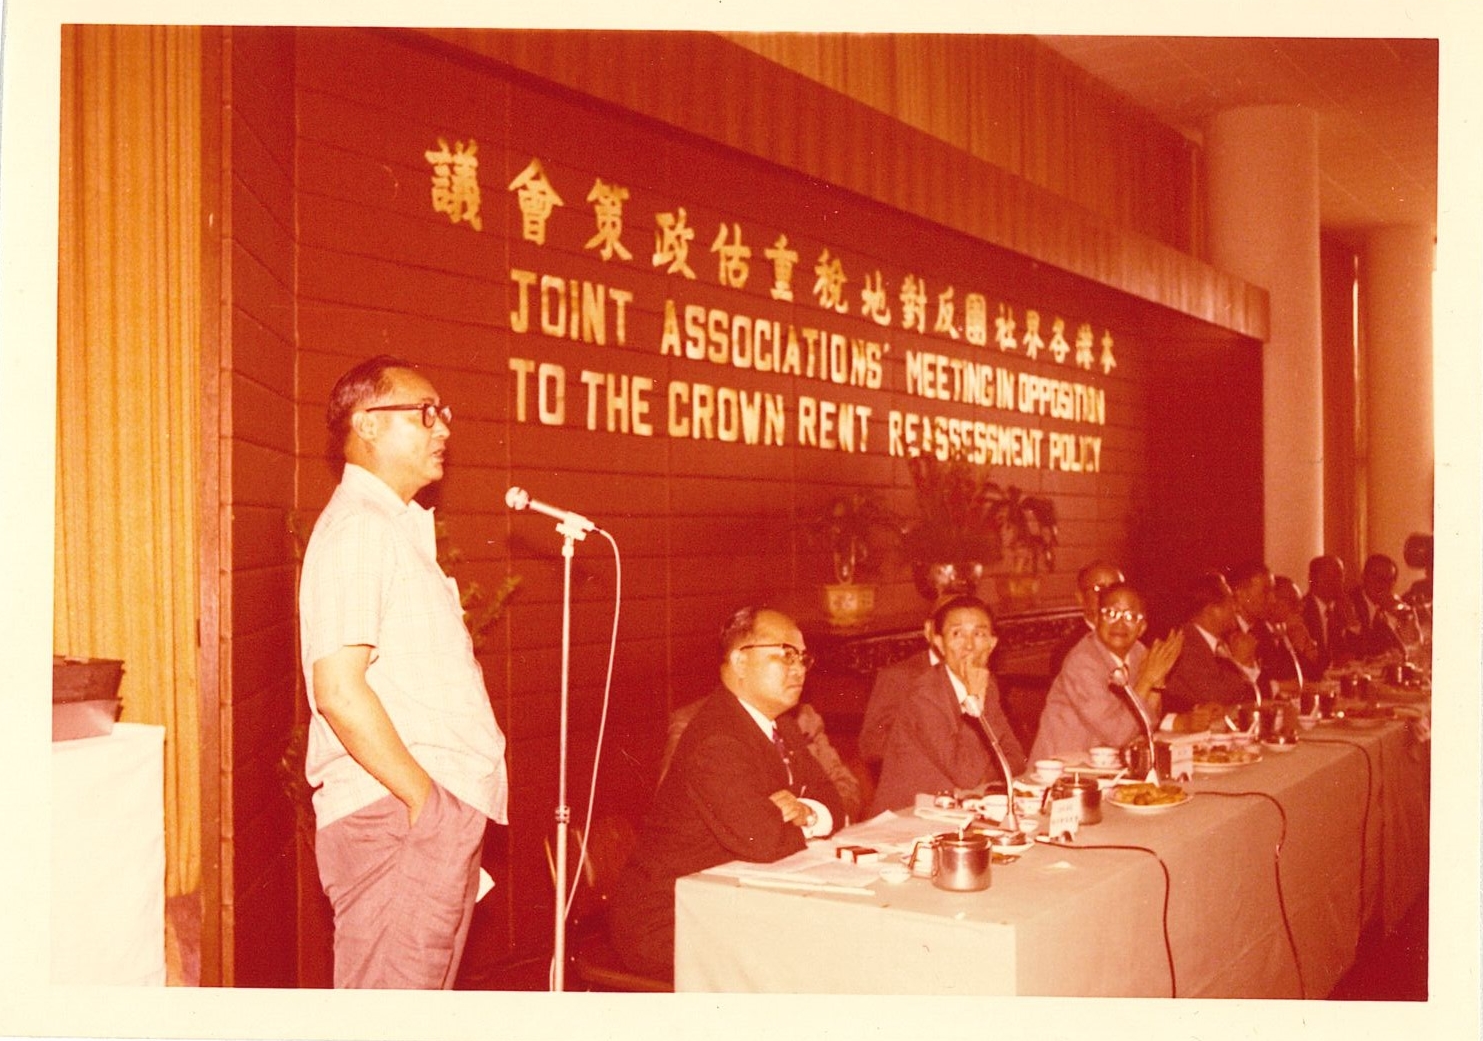 本港各界社團反對地稅重估政策會議
JOINT ASSOCIATIONS' MEETING IN OPPOSITION
TO THE CROWN RENT REASSESSMENT POLICY